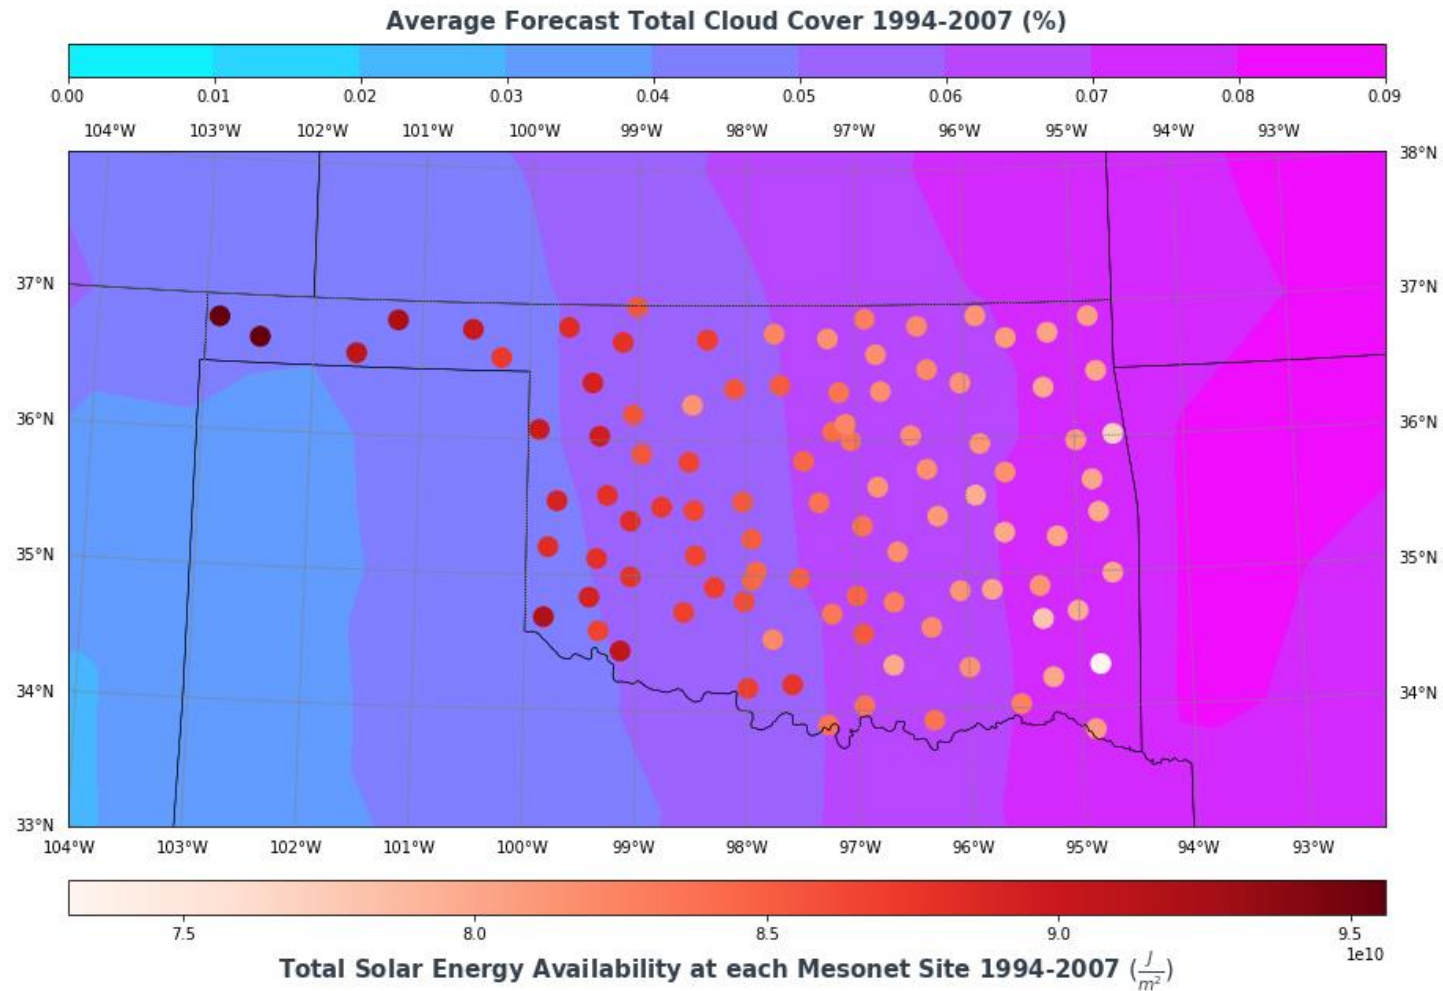 Average Forecast Total Cloud Cover 1994-2007 (%)
0.00 0.01 0.02 0.03 0.04 0.05 0.06 0.07 0.08 0.09
104°W 103°W 102°W 101°W 100°W 99°W 98°W 97°W 96°W 95°W 94°W 93°W
38°N
37°N 37°N
36°N 36°N
35°N 35°N
34°N 34°N
33°N 33°N
104°W 103°W 102°W 101°W 100°W 99°W 98°W 97°W 96°W 95°W 94°W 93°W
7.5 8.0 8.5 9.0 9.5
1e10
Total Solar Energy Availability at each Mesonet Site 1994-2007 (J/m²)